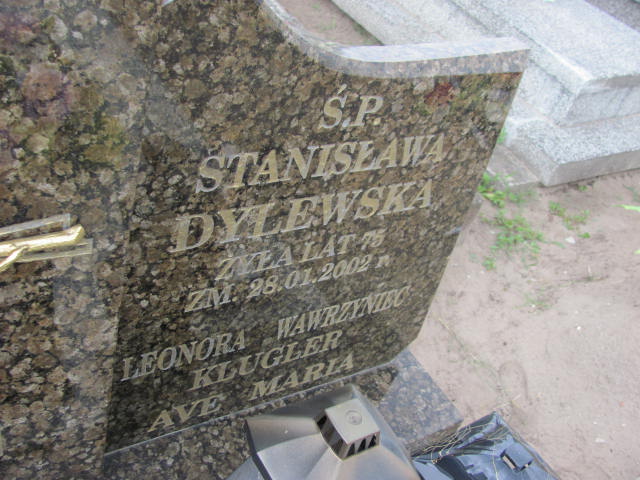 Ś.P.
STANISŁAWA
DYLEWSKA
ŻYŁA LAT 75
ZM. 28.01.2002 r.
LEONORA WAWRZYNIEC
KLUGLER
AVE MARIA